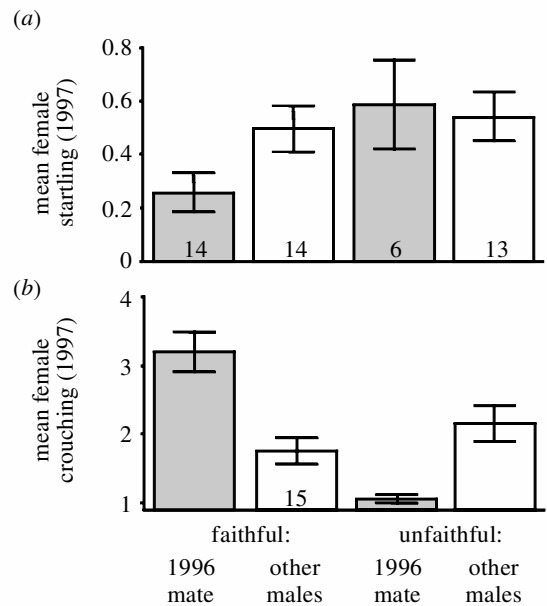 (a)
mean female
startling (1997)
0.8
0.6
0.4
0.2
0
14
14
6
13
(b)
mean female
crouching (1997)
4
3
2
1
15
faithful:
unfaithful:
1996
mate
other
males
1996
mate
other
males